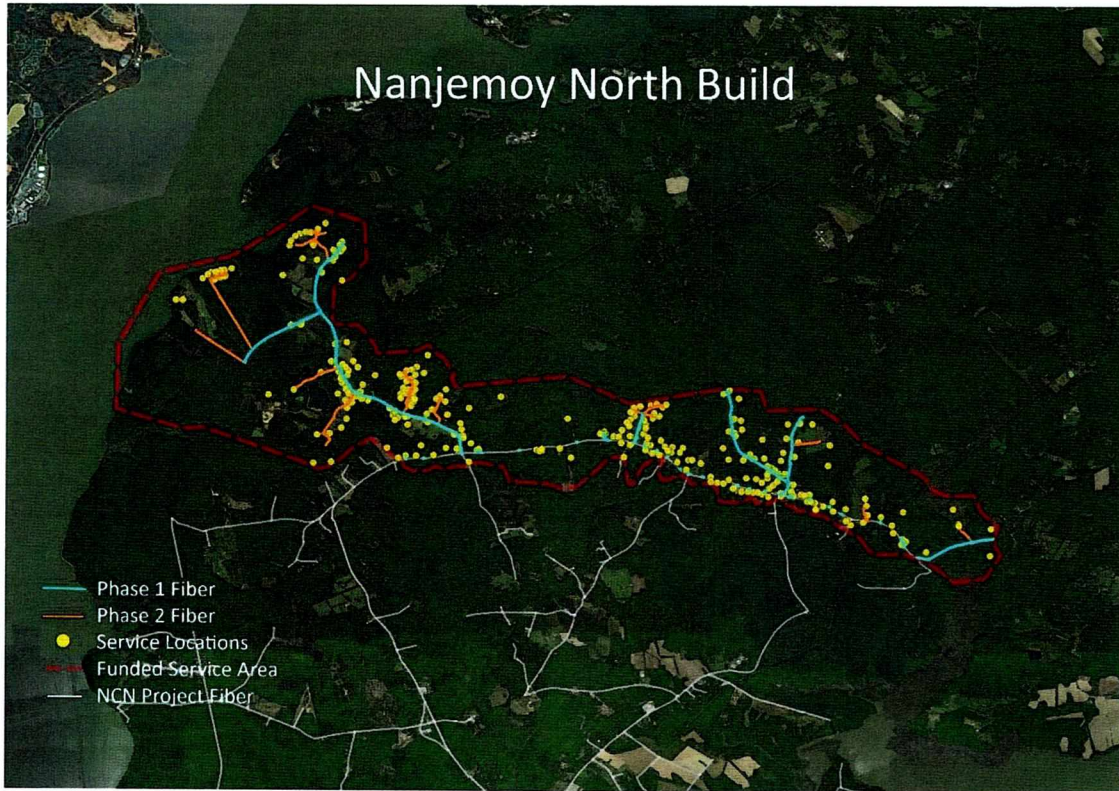 Nanjemoy North Build
Phase 1 Fiber
Phase 2 Fiber
Service Locations
Funded Service Area
NCN Project Fiber